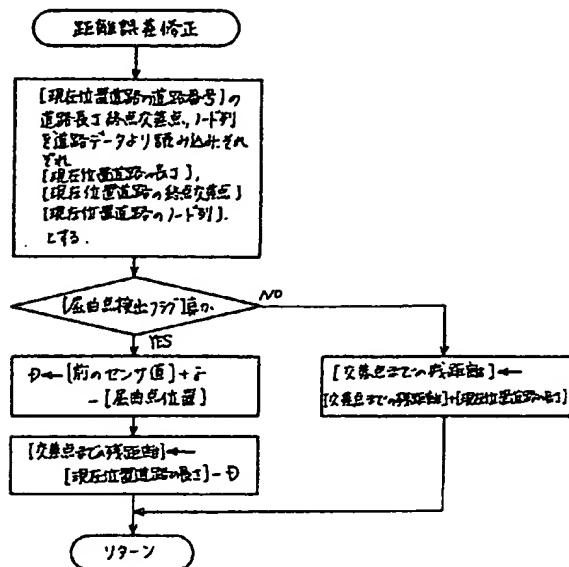 距離誤差修正
[現在位置道路の道路番号]の
道路長さ終点交差点,ノード列
を道路データより読み込みそれ
ぞれ
[現在位置道路の長さ],
[現在位置道路の終点交差点]
[現在位置道路のノード列].
とする.
[屈曲点検出フラグ]真か.
NO
YES
D←[前のセンサ値]+
-[屈曲点位置]
[交差点までの残距離]←
[現在位置道路の長さ]-D
[交差点までの残距離]←
[交差点までの残距離]+[現在位置道路の長さ]
リターン